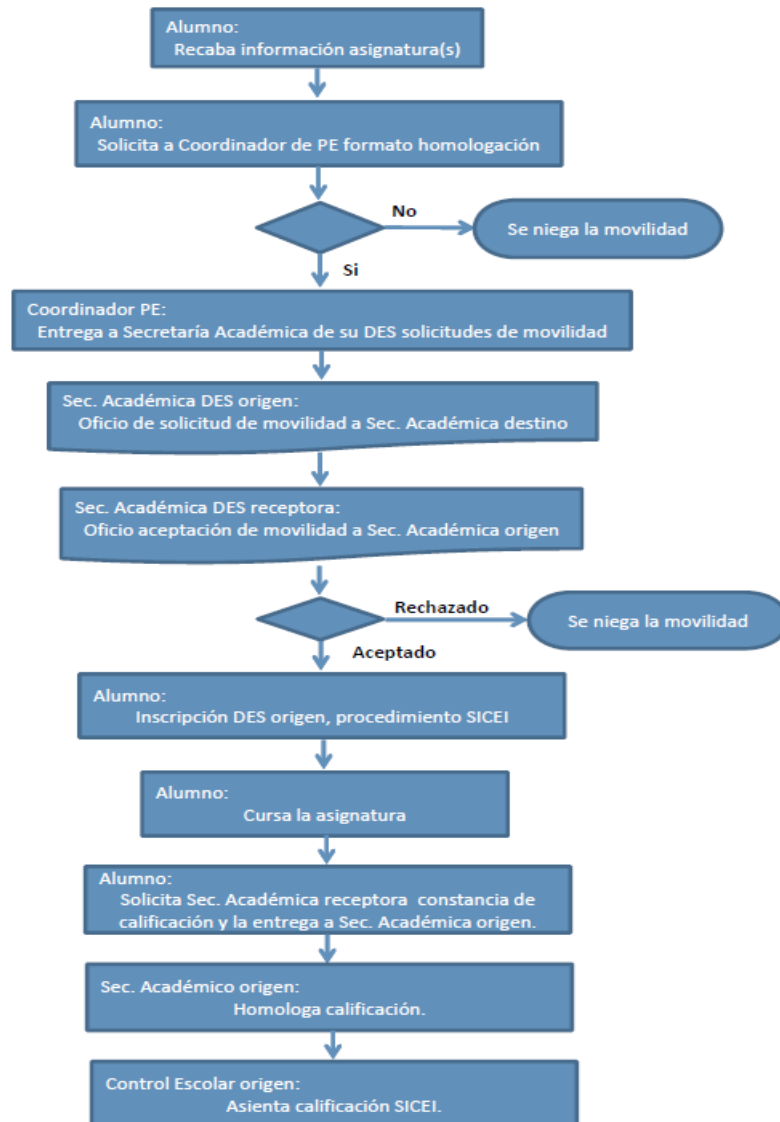 Alumno:
Recaba información asignatura(s)
Alumno:
Solicita a Coordinador de PE formato homologación
No
Se niega la movilidad
Si
Coordinador PE:
Entrega a Secretaría Académica de su DES solicitudes de movilidad
Sec. Académica DES origen:
Oficio de solicitud de movilidad a Sec. Académica destino
Sec. Académica DES receptora:
Oficio aceptación de movilidad a Sec. Académica origen
Rechazado
Se niega la movilidad
Aceptado
Alumno:
Inscripción DES origen, procedimiento SICEI
Alumno:
Cursa la asignatura
Alumno:
Solicita Sec. Académica receptora constancia de
calificación y la entrega a Sec. Académica origen.
Sec. Académico origen:
Homologa calificación.
Control Escolar origen:
Asienta calificación SICEI.